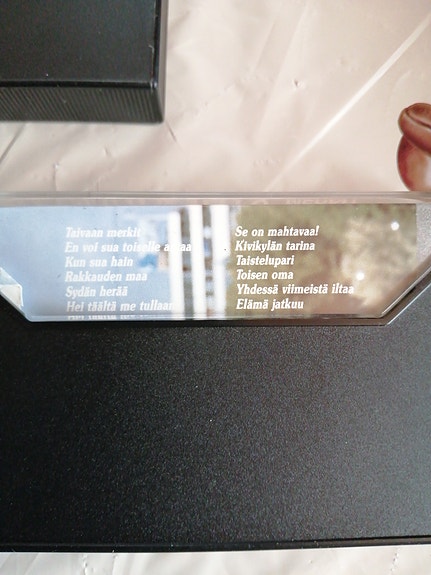 Taivaan merkit
En voi sua toiselle antaa
Kun sua hain
Rakkauden maa
Sydän herää
Hei täältä me tullaan
Se on mahtavaa!
Kivikylän tarina
Taistelupari
Toisen oma
Yhdessä viimeistä iltaa
Elämä jatkuu